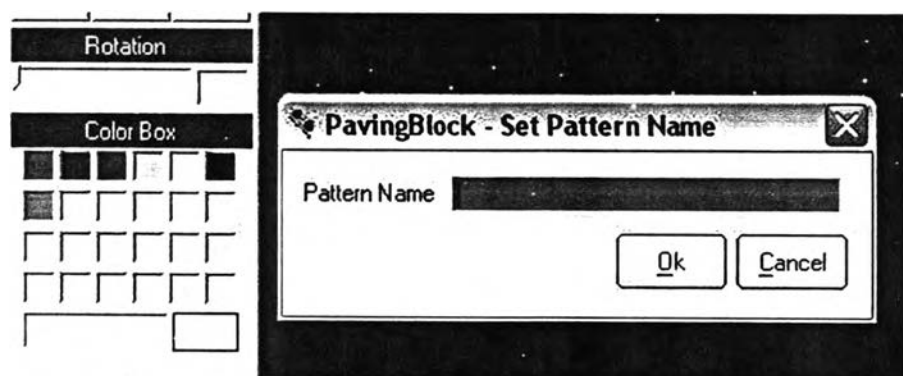 Rotation
Color Box
PavingBlock - Set Pattern Name
Pattern Name
Ok
Cancel